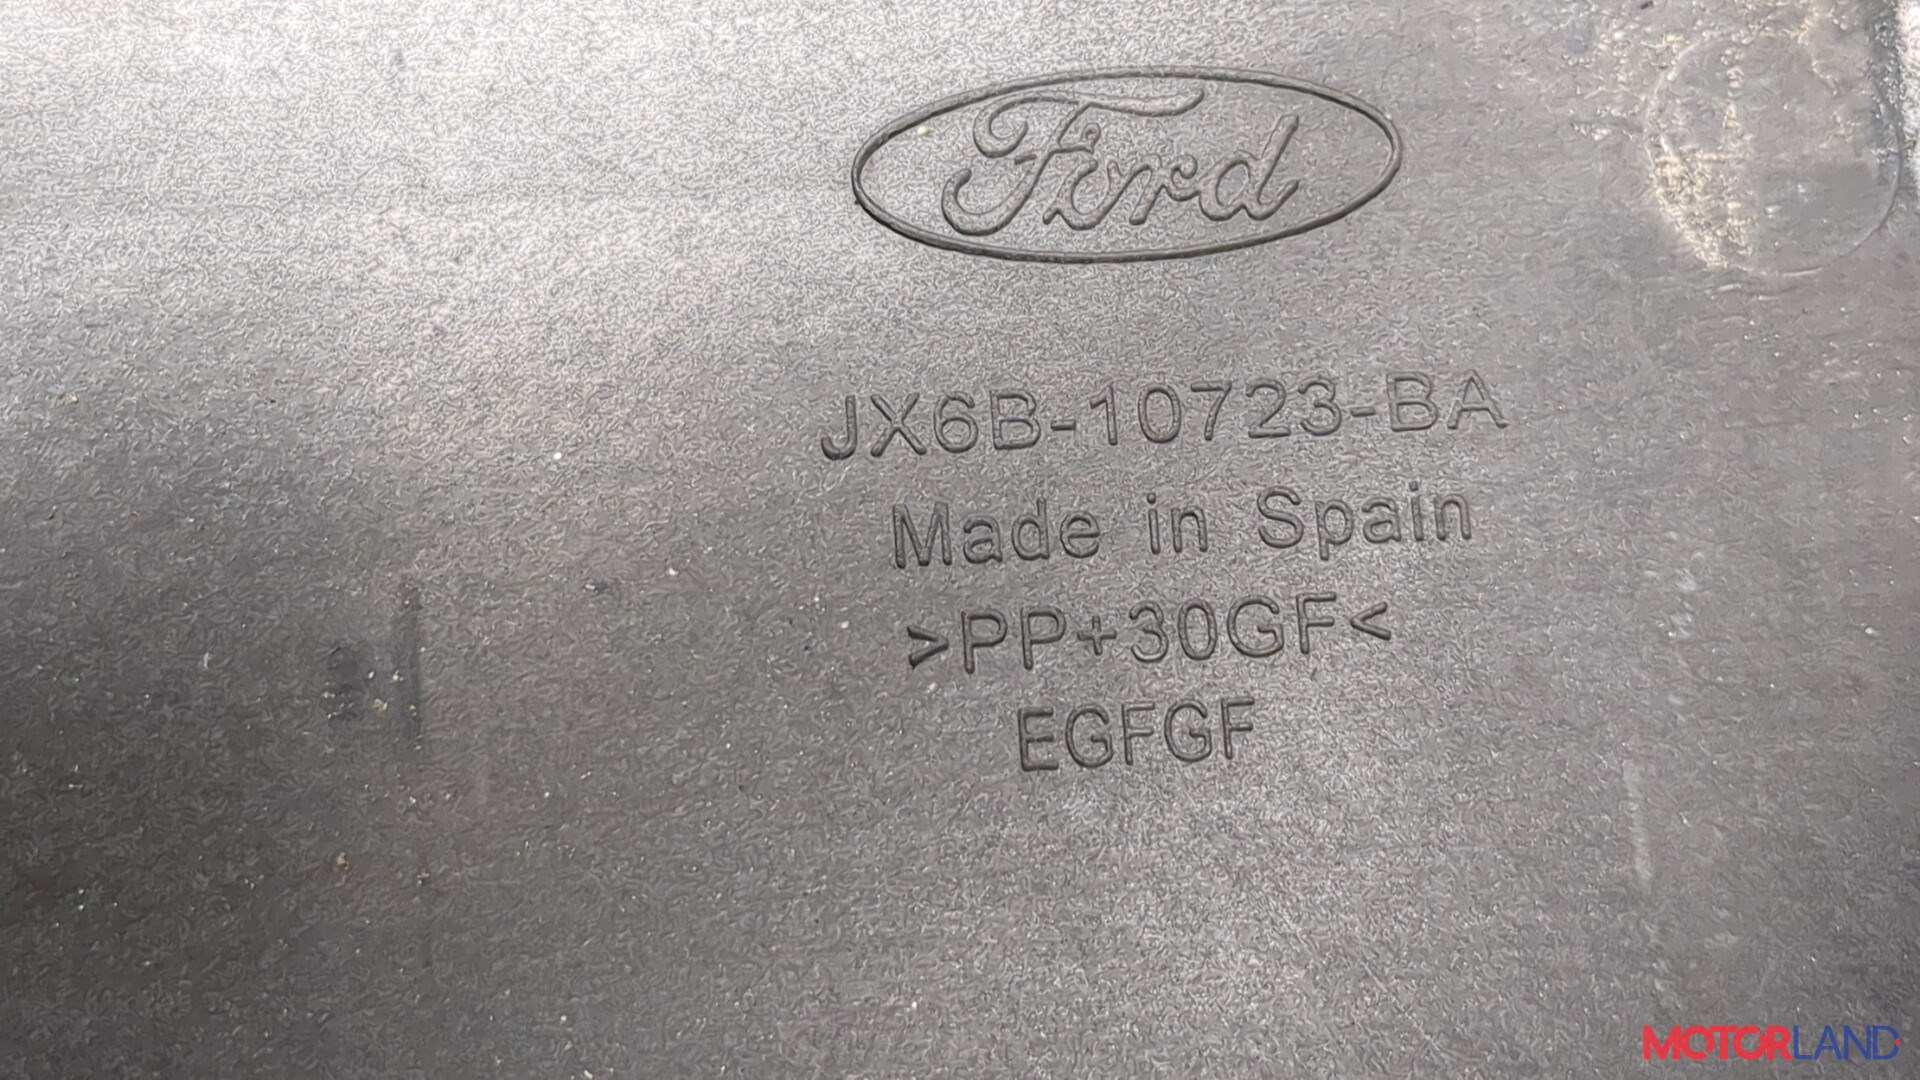 Ford
JX6B-10723-BA
Made in Spain
>PP+30GF<
EGFGF
MOTORLAND